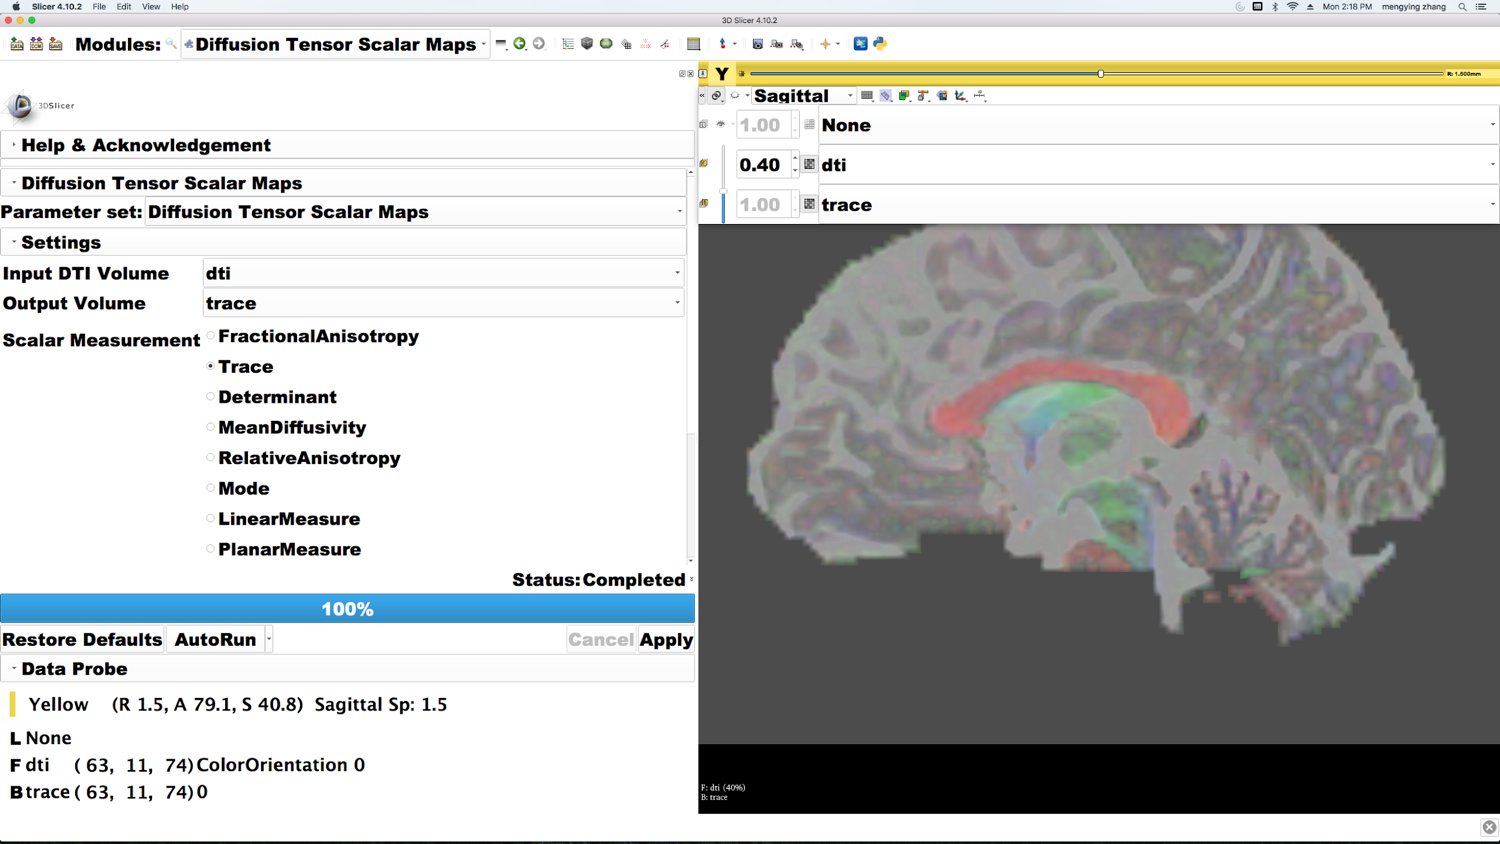 Slicer 4.10.2 File Edit View Help Mon 2:18 PM mengying zhang
3D Slicer 4.10.2
DATA DCM SAVE Modules: Diffusion Tensor Scalar Maps
Y R: 1.500mm
3DSlicer
Sagittal
Help & Acknowledgement
1.00 None
Diffusion Tensor Scalar Maps
0.40 dti
Parameter set: Diffusion Tensor Scalar Maps
1.00 trace
Settings
Input DTI Volume dti
Output Volume trace
Scalar Measurement
FractionalAnisotropy
Trace
Determinant
MeanDiffusivity
RelativeAnisotropy
Mode
LinearMeasure
PlanarMeasure
Status:Completed
100%
Restore Defaults AutoRun Cancel Apply
Data Probe
Yellow (R 1.5, A 79.1, S 40.8) Sagittal Sp: 1.5
L None
F dti ( 63, 11, 74) ColorOrientation 0
B trace ( 63, 11, 74) 0
F: dti (40%)
B: trace